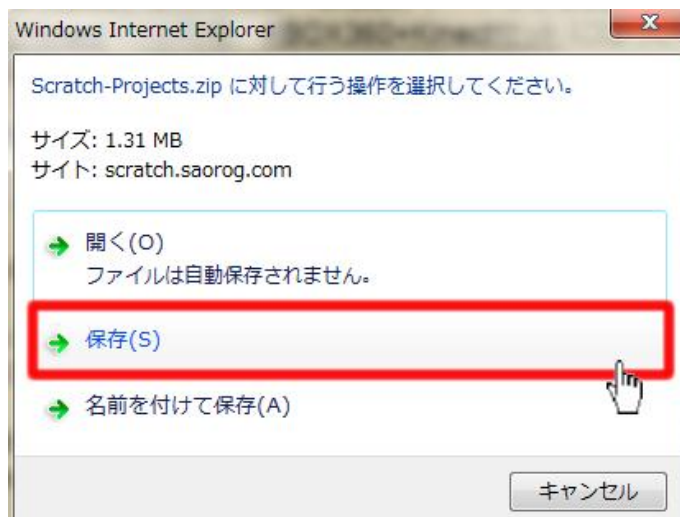 Windows Internet Explorer
Scratch-Projects.zip に対して行う操作を選択してください。
サイズ: 1.31 MB
サイト: scratch.saorog.com
開く(O)
ファイルは自動保存されません。
保存(S)
名前を付けて保存(A)
キャンセル